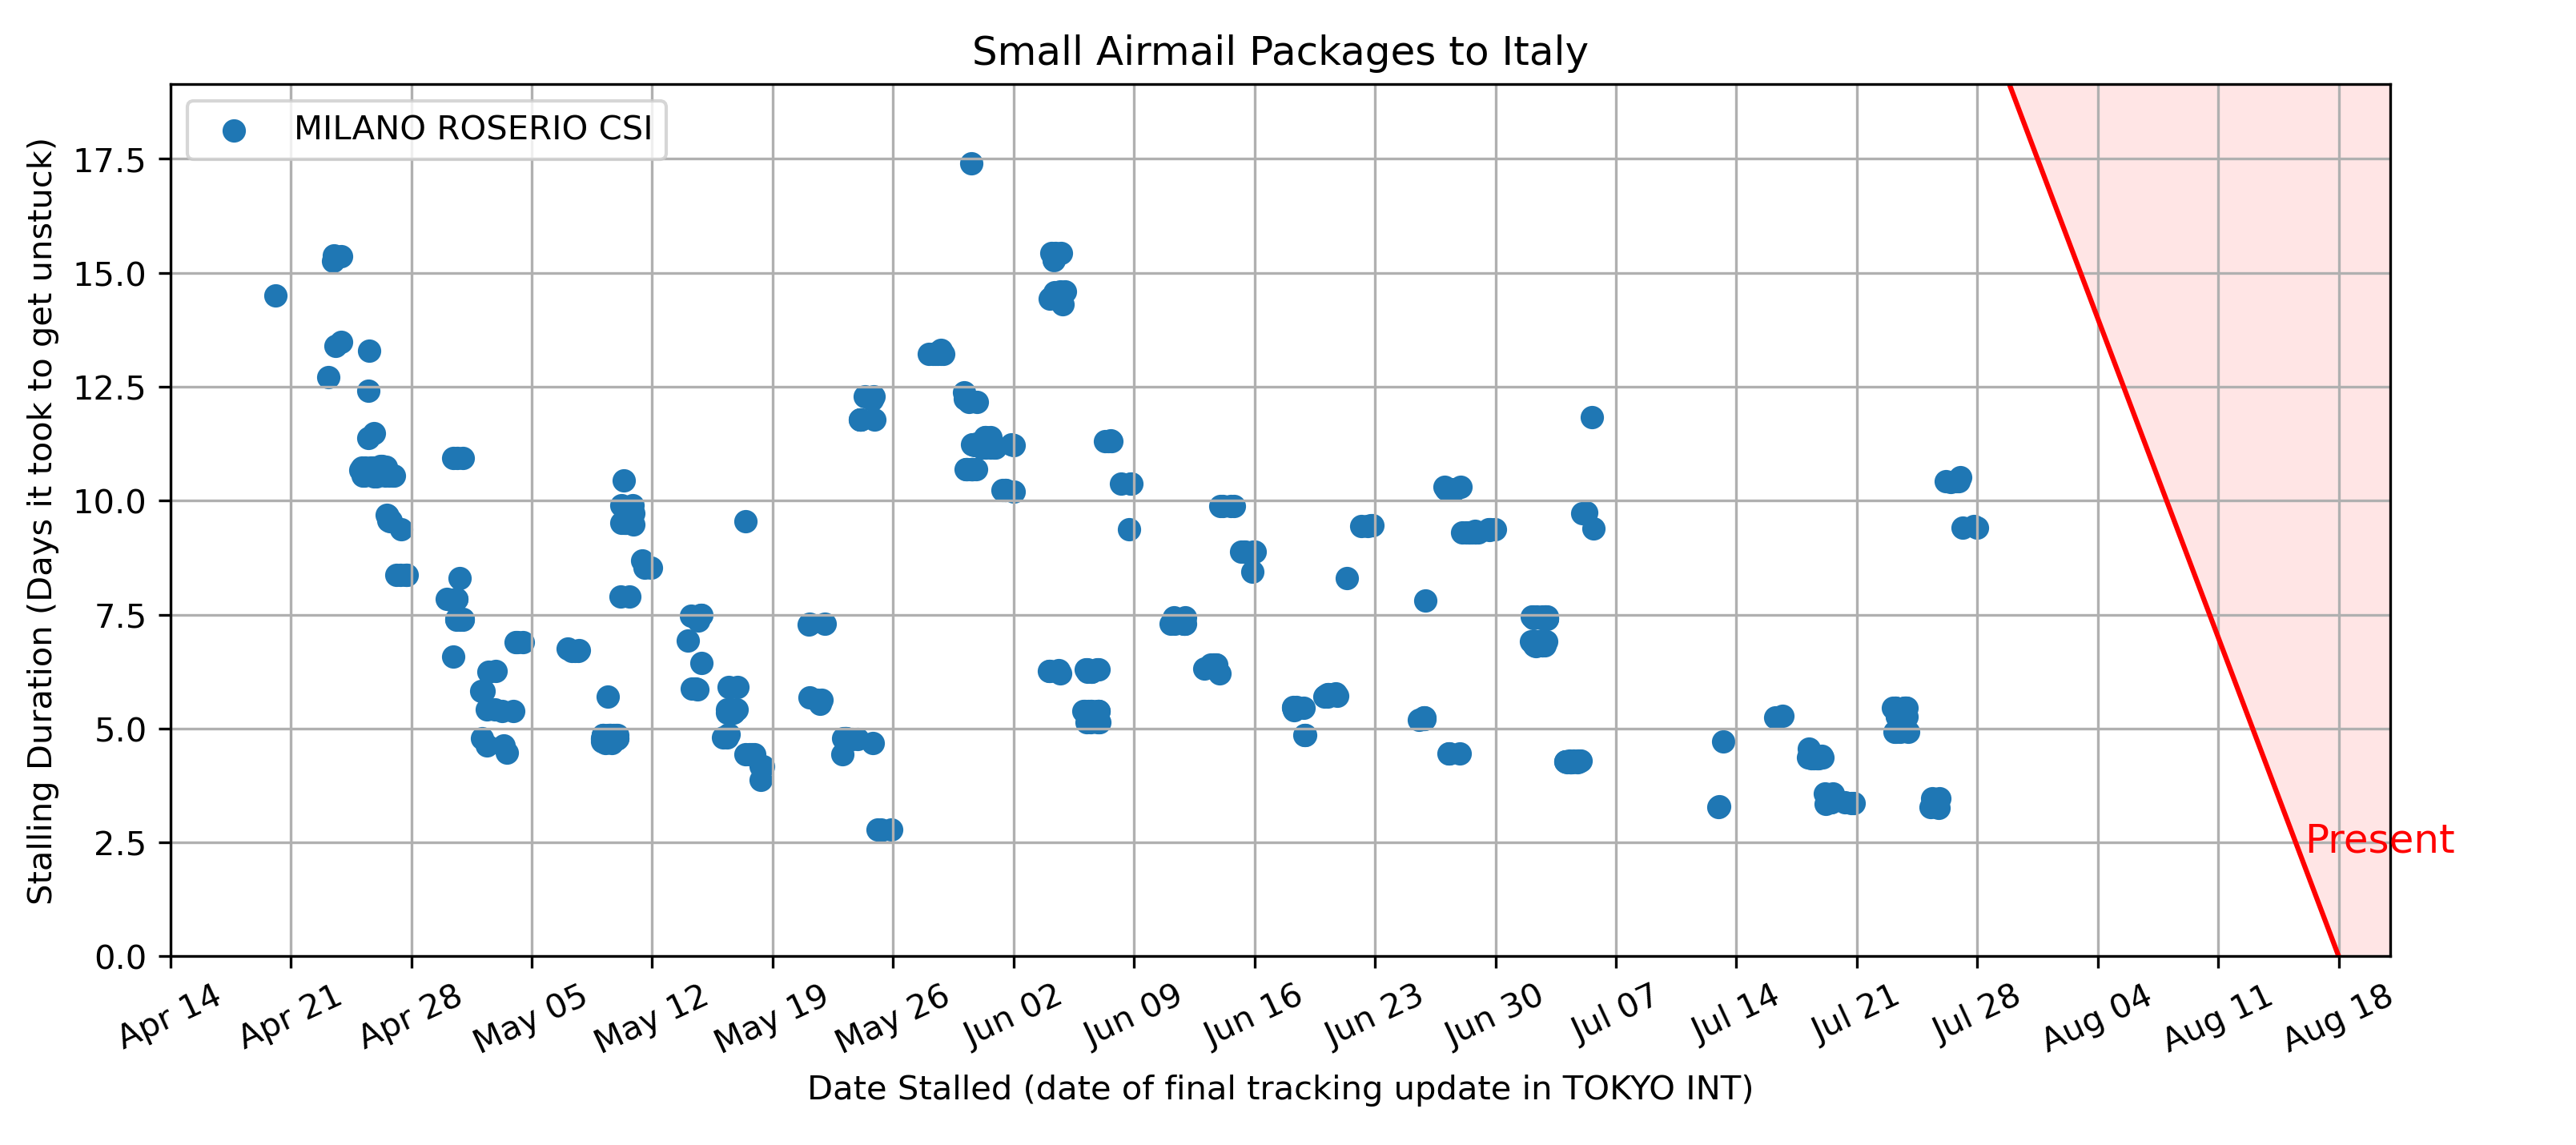 Small Airmail Packages to Italy
MILANO ROSERIO CSI
Stalling Duration (Days it took to get unstuck)
17.5
15.0
12.5
10.0
7.5
5.0
2.5
0.0
Present
Apr 14
Apr 21
Apr 28
May 05
May 12
May 19
May 26
Jun 02
Jun 09
Jun 16
Jun 23
Jun 30
Jul 07
Jul 14
Jul 21
Jul 28
Aug 04
Aug 11
Aug 18
Date Stalled (date of final tracking update in TOKYO INT)